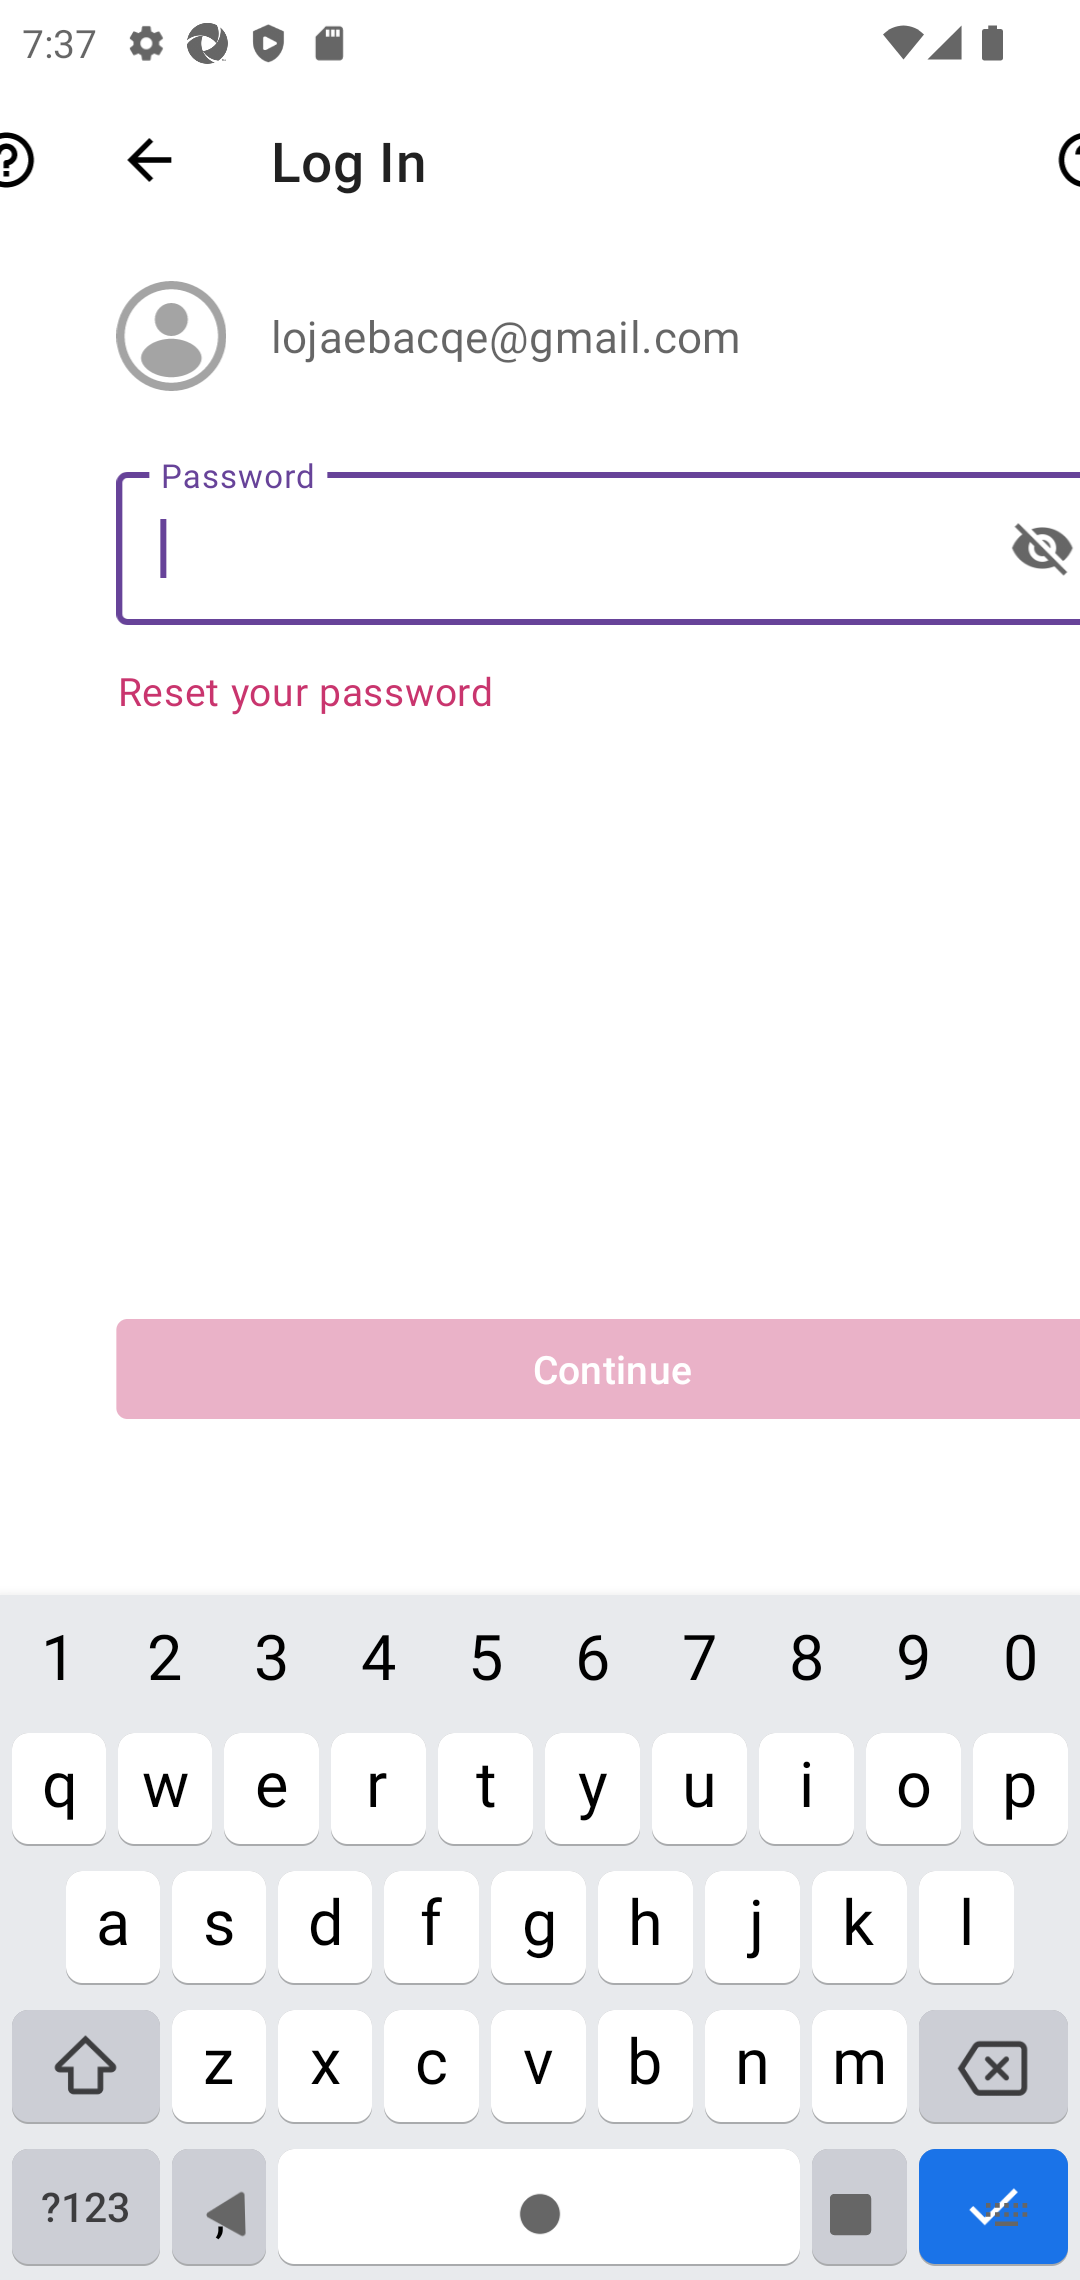 7:37
Log In
lojaebacqe@gmail.com
Password
Reset your password
Continue
1 2 3 4 5 6 7 8 9 0
q w e r t y u i o p
a s d f g h j k l
z x c v b n m
?123 ,